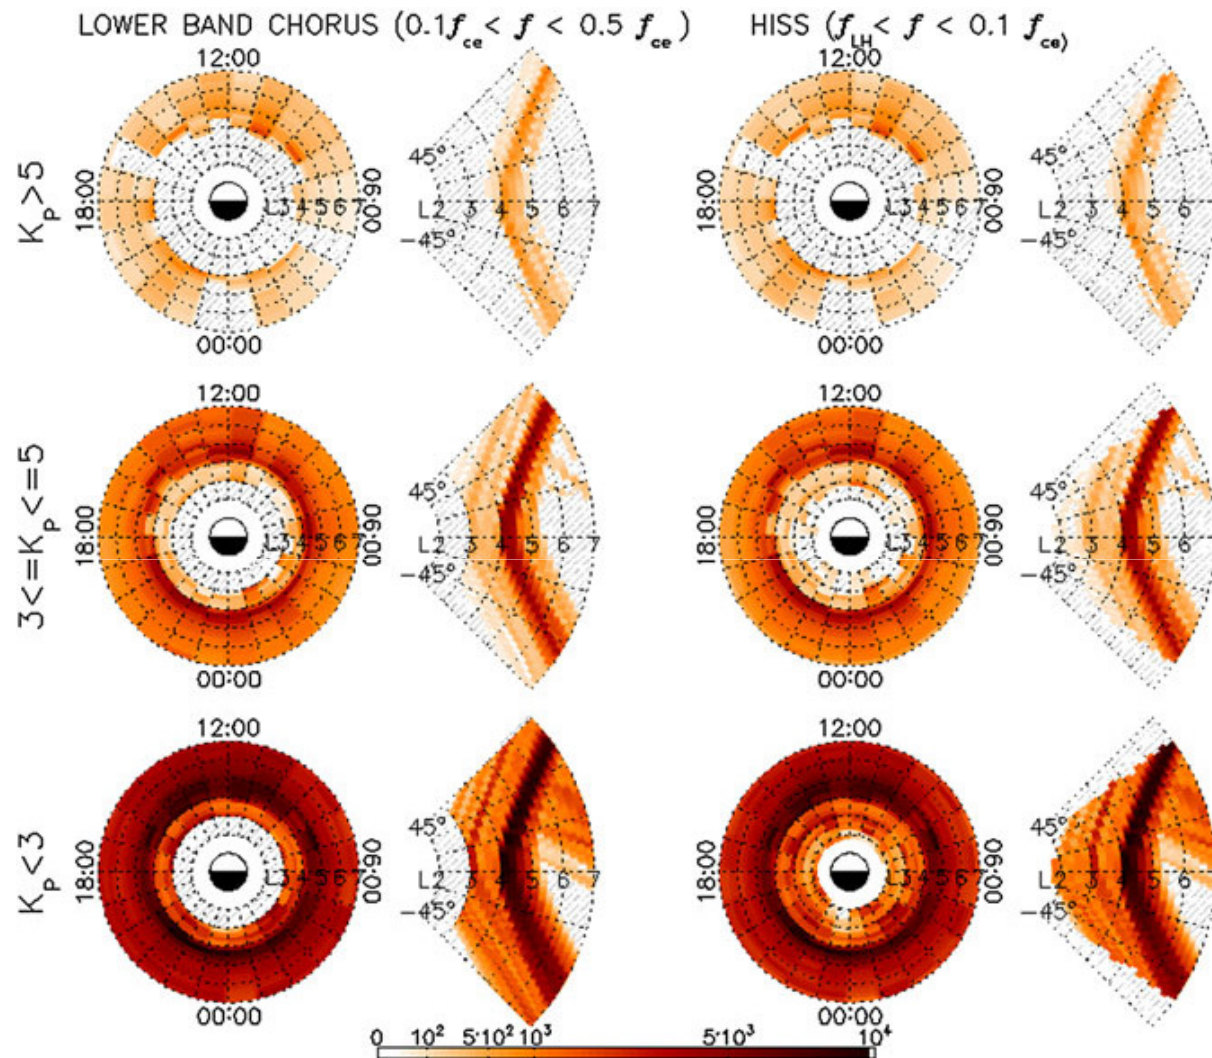 LOWER BAND CHORUS (0.1f_ce < f < 0.5 f_ce) HISS (f_LH < f < 0.1 f_ce)
12:00 12:00
K_P>5
18:00 L3 4 5 6 7 06:00 45° L2 3 4 5 6 7 -45° 18:00 L3 4 5 6 7 06:00 45° L2 3 4 5 6 7 -45°
00:00 00:00
12:00 12:00
3<=K_P<=5
18:00 L3 4 5 6 7 06:00 45° L2 3 4 5 6 7 -45° 18:00 L3 4 5 6 7 06:00 45° L2 3 4 5 6 7 -45°
00:00 00:00
12:00 12:00
K_P<3
18:00 L3 4 5 6 7 06:00 45° L2 3 4 5 6 7 -45° 18:00 L3 4 5 6 7 06:00 45° L2 3 4 5 6 7 -45°
00:00 00:00
0 10² 5·10² 10³ 5·10³ 10⁴